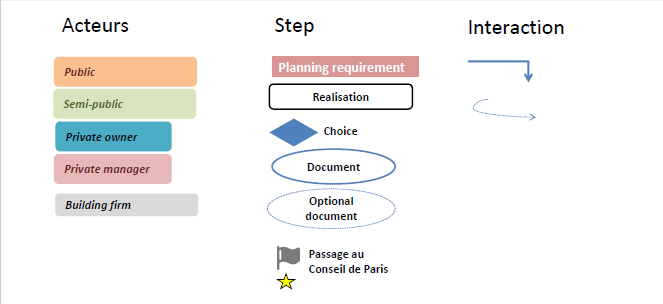 Acteurs
Public
Semi-public
Private owner
Private manager
Building firm
Step
Planning requirement
Realisation
Choice
Document
Optional
document
Passage au
Conseil de Paris
Interaction